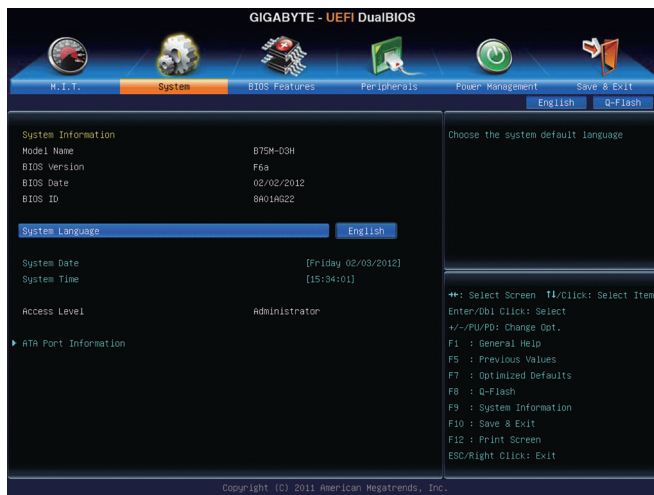 GIGABYTE - UEFI DualBIOS
M.I.T.
System
BIOS Features
Peripherals
Power Management
Save & Exit
English
Q-Flash
System Information
Model Name B75M-D3H
BIOS Version F6a
BIOS Date 02/02/2012
BIOS ID 8A01AG22
System Language English
System Date [Friday 02/03/2012]
System Time [15:34:01]
Access Level Administrator
ATA Port Information
Choose the system default language
→←: Select Screen ↑↓/Click: Select Item
Enter/Dbl Click: Select
+/-/PU/PD: Change Opt.
F1 : General Help
F5 : Previous Values
F7 : Optimized Defaults
F8 : Q-Flash
F9 : System Information
F10 : Save & Exit
F12 : Print Screen
ESC/Right Click: Exit
Copyright (C) 2011 American Megatrends, Inc.